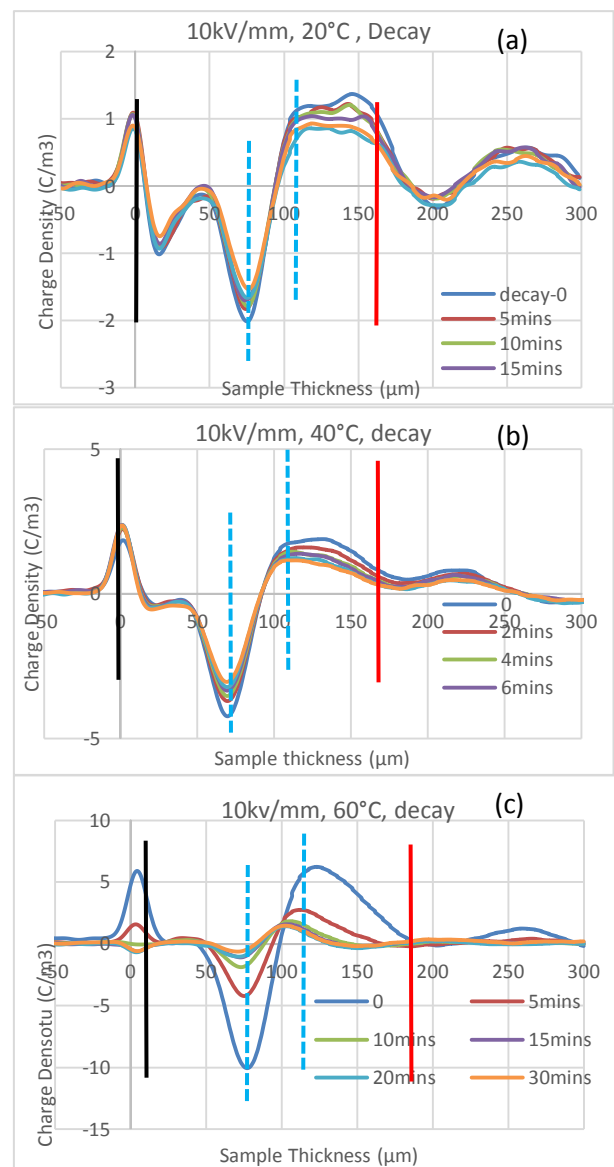 10kV/mm, 20°C , Decay
(a)
2
1
0
-1
-2
-3
-50
0
50
100
150
200
250
300
Charge Density (C/m3)
Sample Thickness (µm)
decay-0
5mins
10mins
15mins
10kV/mm, 40°C, decay
(b)
5
0
-5
-50
0
50
100
150
200
250
300
Charge Density (C/m3)
Sample thickness (µm)
0
2mins
4mins
6mins
10kv/mm, 60°C, decay
(c)
10
5
0
-5
-10
-15
-50
0
50
100
150
200
250
300
Charge Densotu (C/m3)
Sample Thickness (µm)
0
5mins
10mins
15mins
20mins
30mins